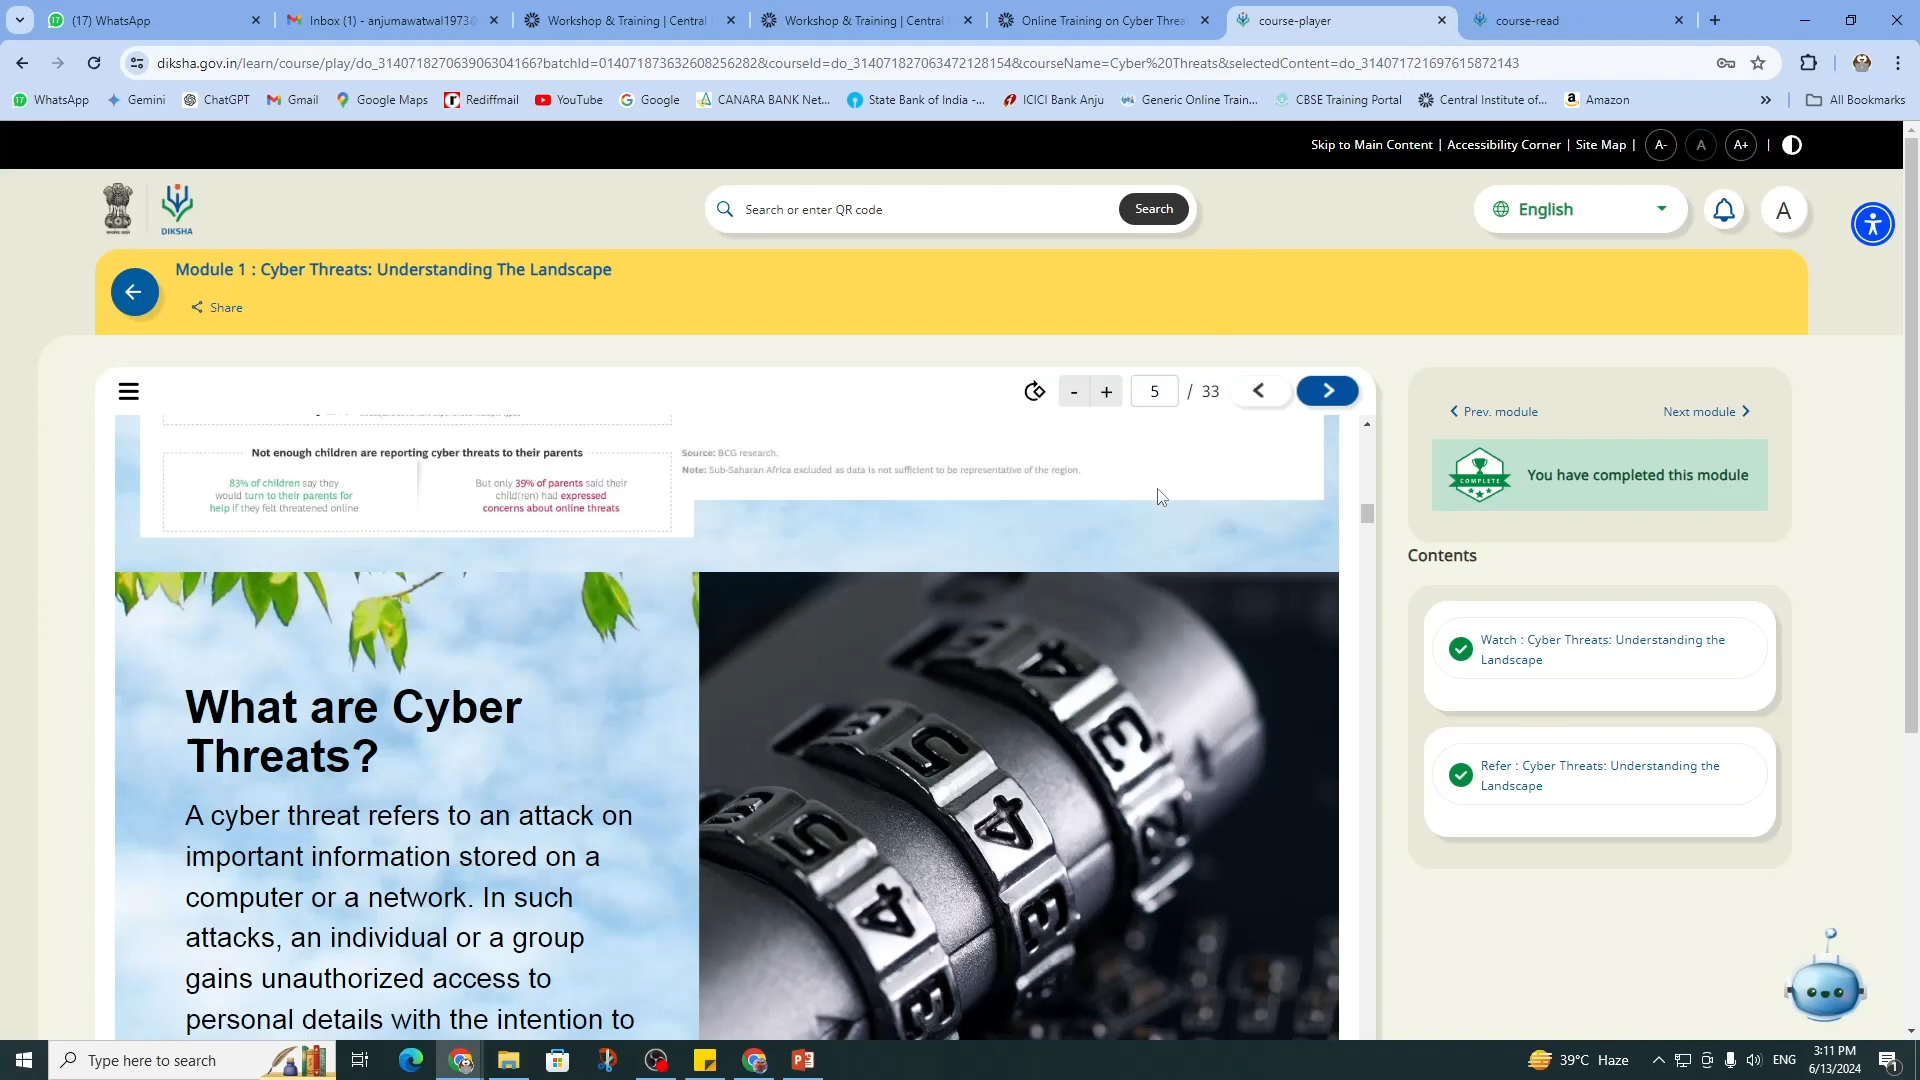 (17) WhatsApp
Inbox (1) - anjumawatwal1973@
Workshop & Training | Central
Workshop & Training | Central
Online Training on Cyber Threa
course-player
course-read
diksha.gov.in/learn/course/play/do_314071827063906304166?batchId=0140718736326082562​82&courseId=do_314071827063472128154&courseName=Cyber%20Threats&selectedContent=do_314071721697615872143
WhatsApp
Gemini
ChatGPT
Gmail
Google Maps
Rediffmail
YouTube
Google
CANARA BANK Net...
State Bank of India -...
ICICI Bank Anju
Generic Online Train...
CBSE Training Portal
Central Institute of...
Amazon
»
All Bookmarks
Skip to Main Content | Accessibility Corner | Site Map | A- A A+ |
DIKSHA
Search or enter QR code
Search
English
A
Module 1 : Cyber Threats: Understanding The Landscape
Share
- + 5 / 33
Prev. module
Next module
COMPLETE
You have completed this module
Not enough children are reporting cyber threats to their parents
83% of children say they
would turn to their parents for
help if they felt threatened online
But only 39% of parents said their
child(ren) had expressed
concerns about online threats
Source: BCG research.
Note: Sub-Saharan Africa excluded as data is not sufficient to be representative of the region.
Contents
Watch : Cyber Threats: Understanding the
Landscape
Refer : Cyber Threats: Understanding the
Landscape
What are Cyber
Threats?
A cyber threat refers to an attack on
important information stored on a
computer or a network. In such
attacks, an individual or a group
gains unauthorized access to
personal details with the intention to
Type here to search
39°C Haze
ENG
3:11 PM
6/13/2024
1